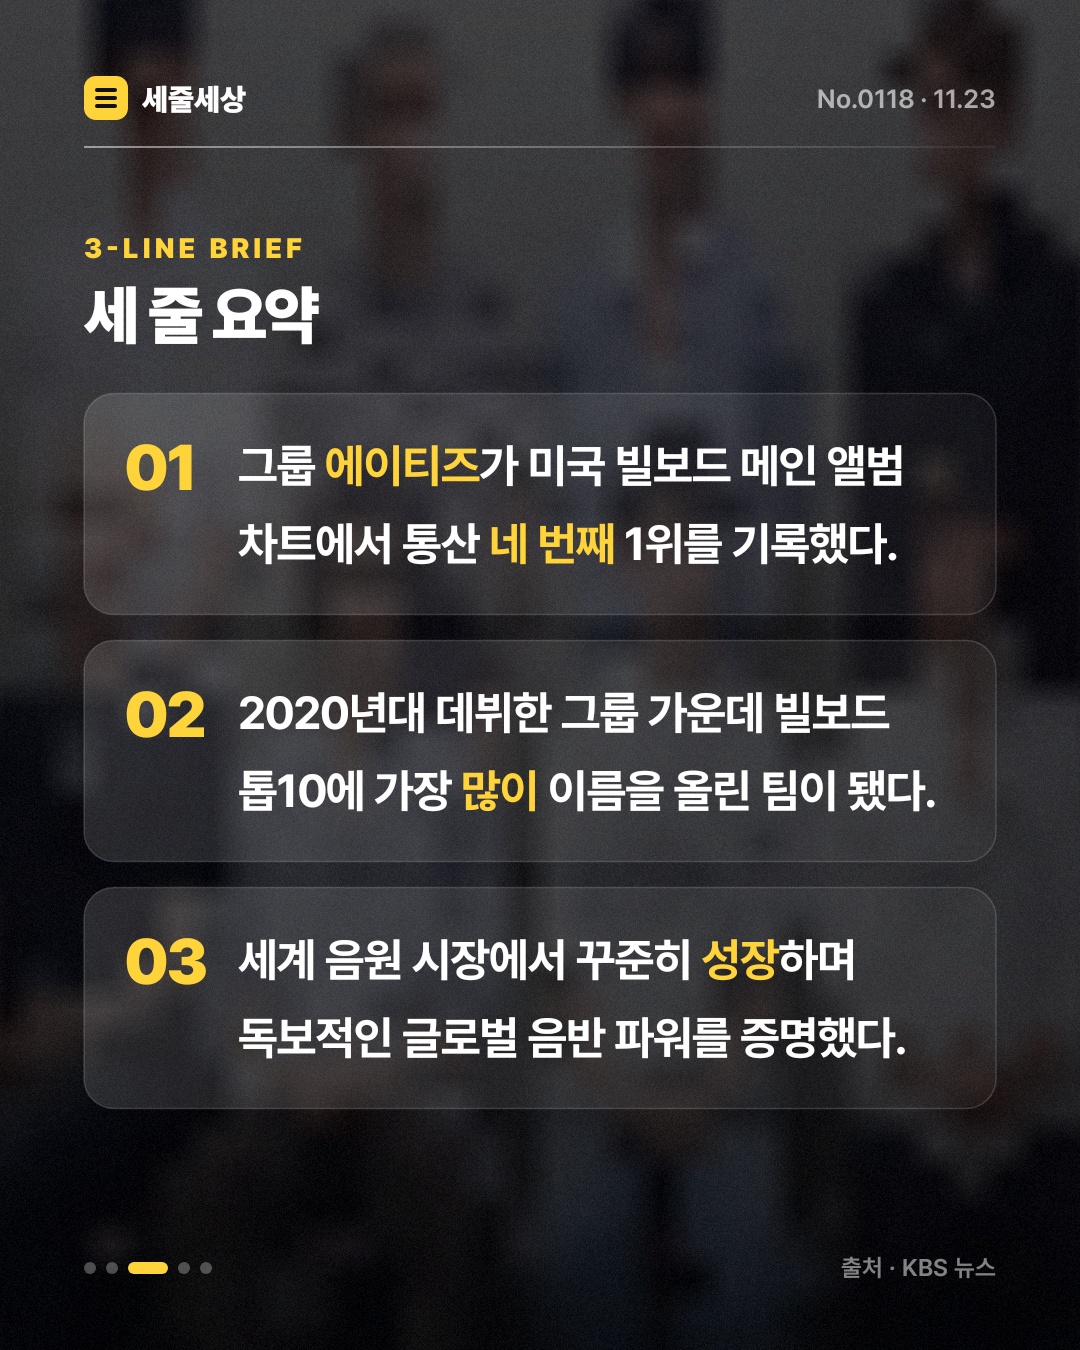 세줄세상
No.0118 · 11.23
3-LINE BRIEF
세 줄 요약
01
그룹 에이티즈가 미국 빌보드 메인 앨범
차트에서 통산 네 번째 1위를 기록했다.
02
2020년대 데뷔한 그룹 가운데 빌보드
톱10에 가장 많이 이름을 올린 팀이 됐다.
03
세계 음원 시장에서 꾸준히 성장하며
독보적인 글로벌 음반 파워를 증명했다.
출처 · KBS 뉴스